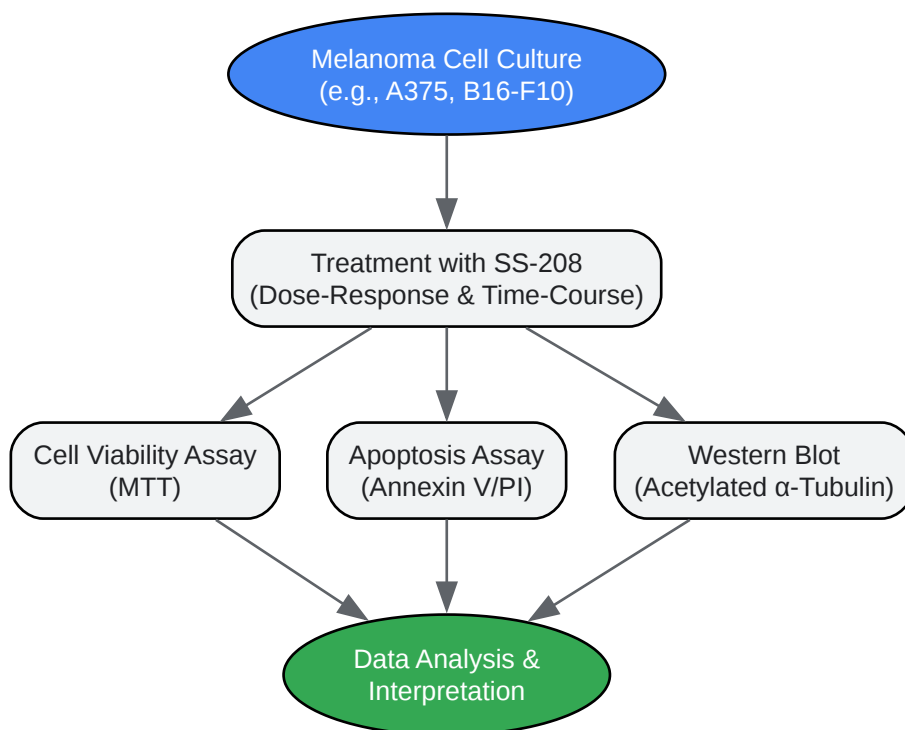 Melanoma Cell Culture
(e.g., A375, B16-F10)
Treatment with SS-208
(Dose-Response & Time-Course)
Cell Viability Assay
(MTT)
Apoptosis Assay
(Annexin V/PI)
Western Blot
(Acetylated α-Tubulin)
Data Analysis &
Interpretation